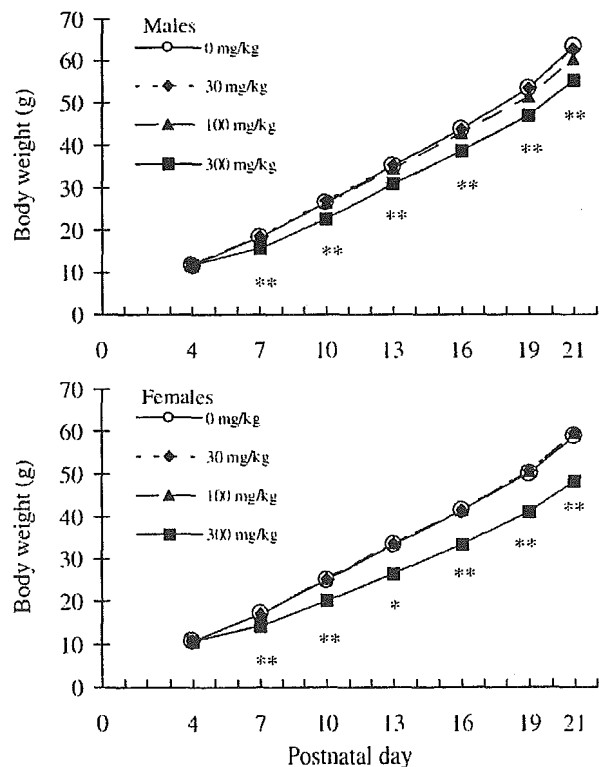 70
60
50
40
30
20
10
0
Body weight (g)
Males
0 mg/kg
30 mg/kg
100 mg/kg
300 mg/kg
** ** ** ** ** **
0 4 7 10 13 16 19 21
70
60
50
40
30
20
10
0
Body weight (g)
Females
0 mg/kg
30 mg/kg
100 mg/kg
300 mg/kg
** ** * ** ** **
0 4 7 10 13 16 19 21
Postnatal day